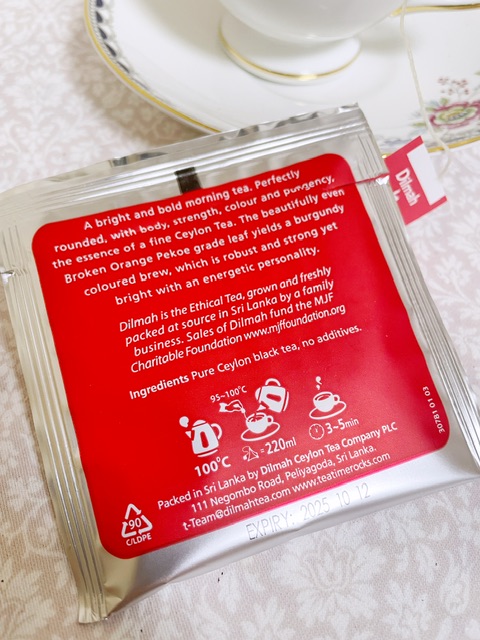 Dilmah
A bright and bold morning tea. Perfectly
rounded, with body, strength, colour and pungency,
the essence of a fine Ceylon Tea. The beautifully even
Broken Orange Pekoe grade leaf yields a burgundy
coloured brew, which is robust and strong yet
bright with an energetic personality.
Dilmah is the Ethical Tea, grown and freshly
packed at source in Sri Lanka by a family
business. Sales of Dilmah fund the MJF
Charitable Foundation www.mjffoundation.org
Ingredients Pure Ceylon black tea, no additives.
95-100°C
100°C
=220ml
3-5min
Packed in Sri Lanka by Dilmah Ceylon Tea Company PLC
111 Negombo Road, Peliyagoda, Sri Lanka.
t-Team@dilmahtea.com www.teatimerocks.com
90
C/LDPE
30781 01 03
EXPIRY: 2025 10 12